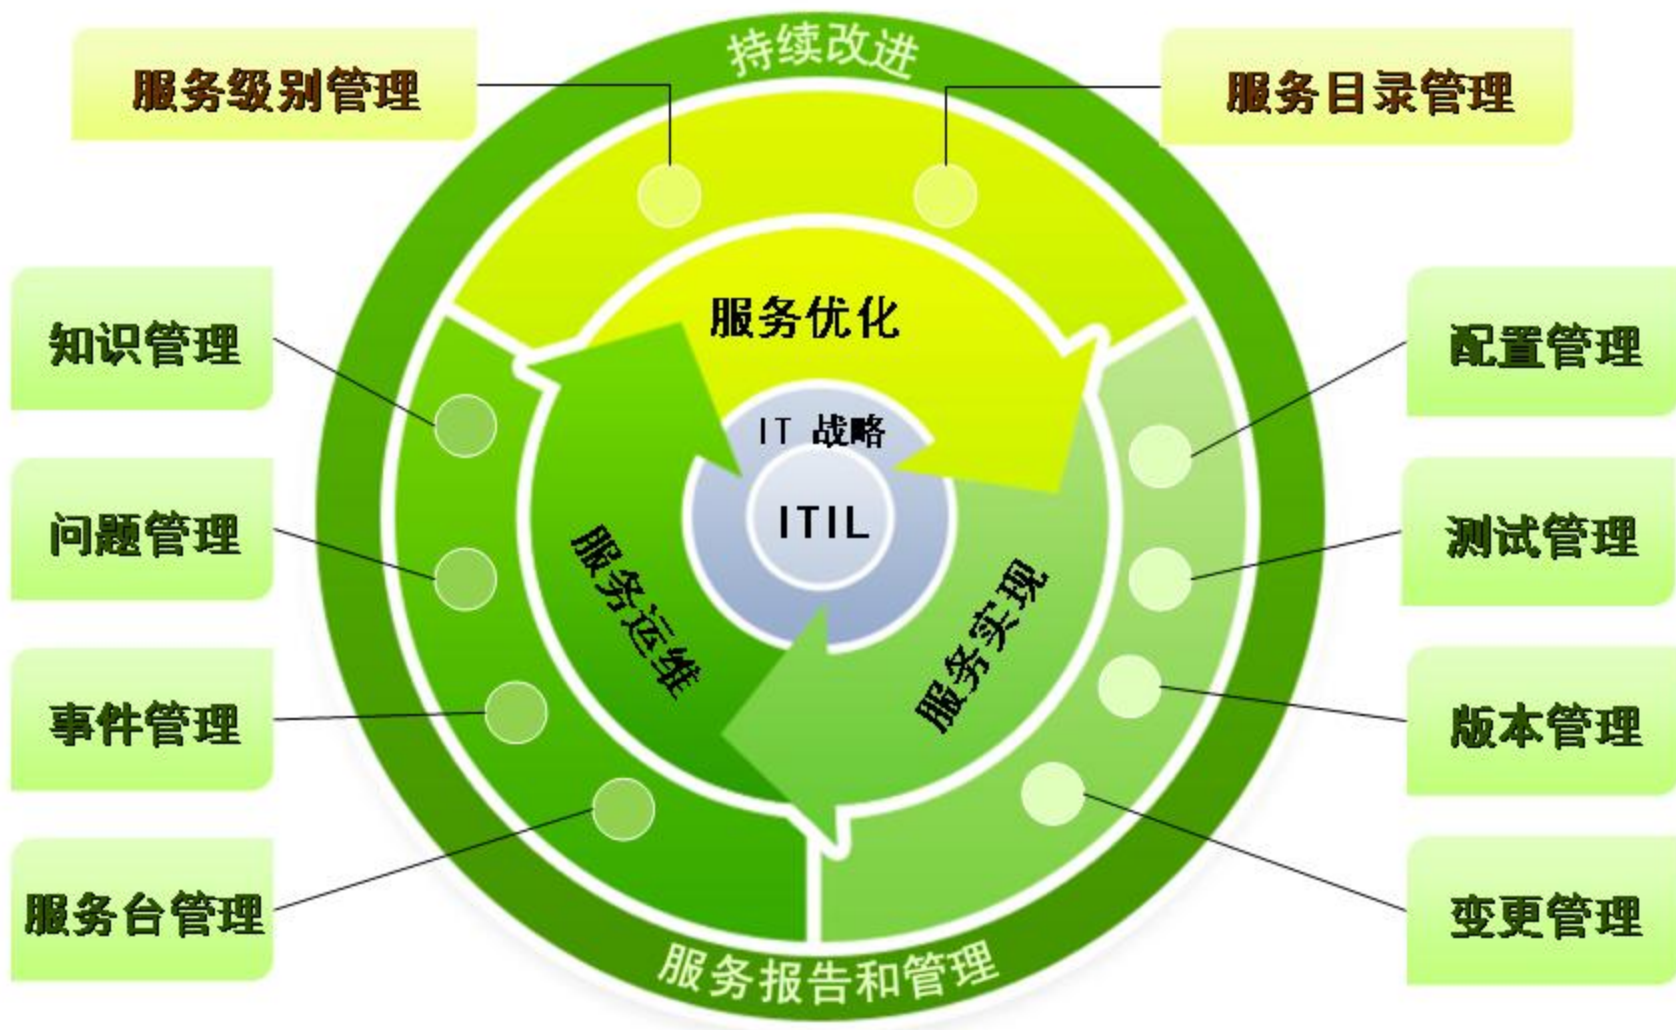 持续改进
服务级别管理
服务目录管理
知识管理
问题管理
事件管理
服务台管理
服务优化
IT 战略
ITIL
服务运维
服务实现
配置管理
测试管理
版本管理
变更管理
服务报告和管理